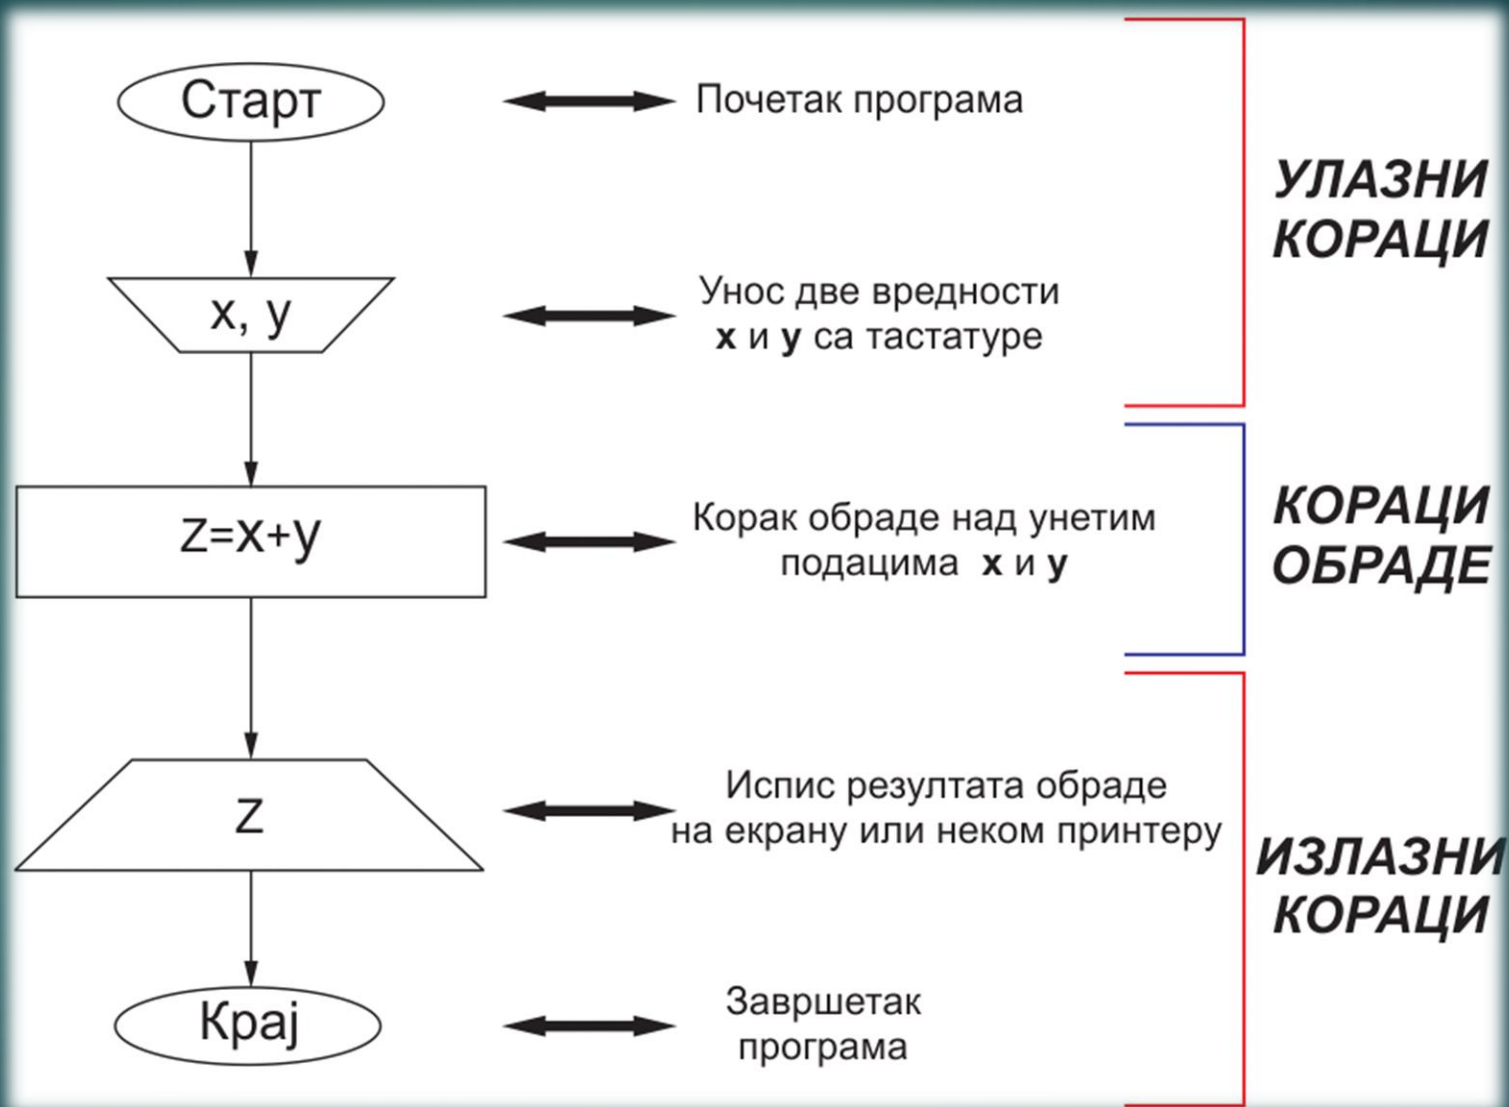 Старт
Почетак програма
УЛАЗНИ
КОРАЦИ
x, y
Унос две вредности
x и y са тастатуре
z=x+y
Корак обраде над унетим
подацима x и y
КОРАЦИ
ОБРАДЕ
z
Испис резултата обраде
на екрану или неком принтеру
ИЗЛАЗНИ
КОРАЦИ
Крај
Завршетак
програма